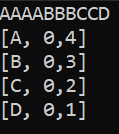 AAAABBBCCD
[A, 0,4]
[B, 0,3]
[C, 0,2]
[D, 0,1]